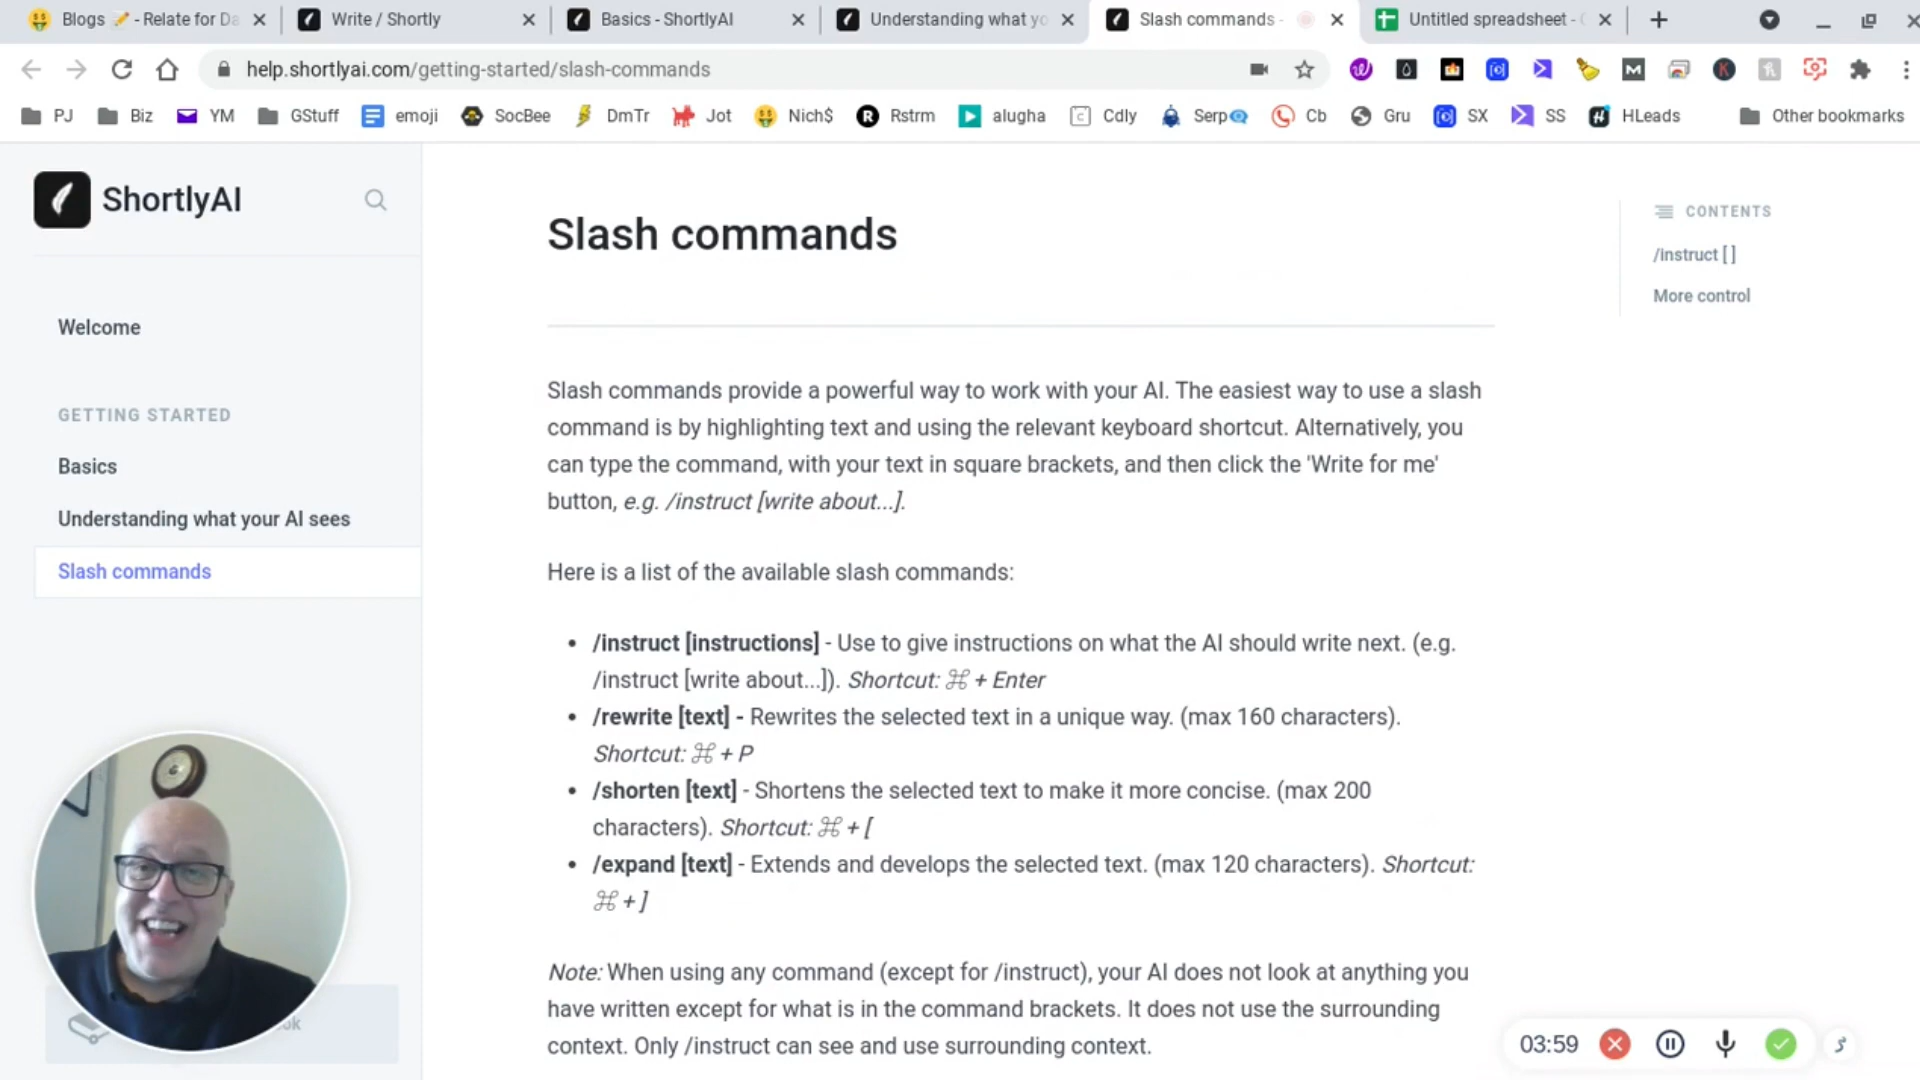 Blogs 📝 - Relate for Da
Write / Shortly
Basics - ShortlyAI
Understanding what yo
Slash commands -
Untitled spreadsheet -
help.shortlyai.com/getting-started/slash-commands
PJ
Biz
YM
GStuff
emoji
SocBee
DmTr
Jot
Nich$
Rstrm
alugha
Cdly
Serp
Cb
Gru
SX
SS
HLeads
Other bookmarks
ShortlyAI
Welcome
GETTING STARTED
Basics
Understanding what your AI sees
Slash commands
Slash commands
Slash commands provide a powerful way to work with your AI. The easiest way to use a slash
command is by highlighting text and using the relevant keyboard shortcut. Alternatively, you
can type the command, with your text in square brackets, and then click the 'Write for me'
button, e.g. /instruct [write about...].
Here is a list of the available slash commands:
• /instruct [instructions] - Use to give instructions on what the AI should write next. (e.g.
/instruct [write about...]). Shortcut: ⌘ + Enter
• /rewrite [text] - Rewrites the selected text in a unique way. (max 160 characters).
Shortcut: ⌘ + P
• /shorten [text] - Shortens the selected text to make it more concise. (max 200
characters). Shortcut: ⌘ + [
• /expand [text] - Extends and develops the selected text. (max 120 characters). Shortcut:
⌘ + ]
Note: When using any command (except for /instruct), your AI does not look at anything you
have written except for what is in the command brackets. It does not use the surrounding
context. Only /instruct can see and use surrounding context.
CONTENTS
/instruct [ ]
More control
03:59